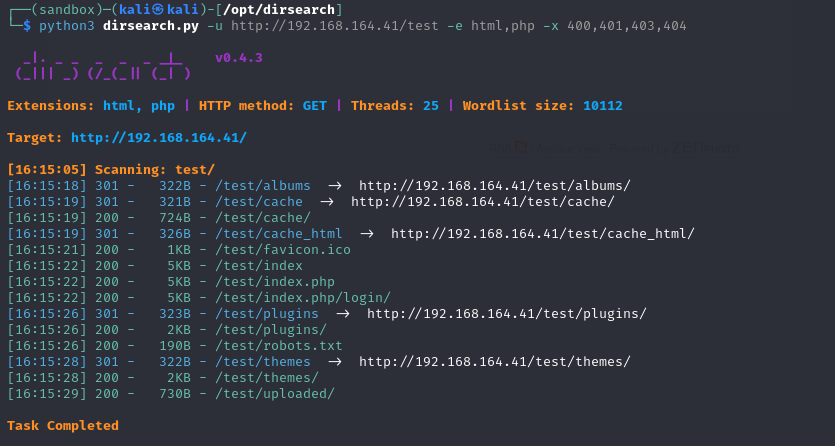 ┌──(sandbox)─(kali㉿kali)-[/opt/dirsearch]
└─$ python3 dirsearch.py -u http://192.168.164.41/test -e html,php -x 400,401,403,404
v0.4.3
Extensions: html, php | HTTP method: GET | Threads: 25 | Wordlist size: 10112
Target: http://192.168.164.41/
[16:15:05] Scanning: test/
[16:15:18] 301 -   322B - /test/albums  ->  http://192.168.164.41/test/albums/
[16:15:19] 301 -   321B - /test/cache  ->  http://192.168.164.41/test/cache/
[16:15:19] 200 -   724B - /test/cache/
[16:15:19] 301 -   326B - /test/cache_html  ->  http://192.168.164.41/test/cache_html/
[16:15:21] 200 -     1KB - /test/favicon.ico
[16:15:22] 200 -     5KB - /test/index
[16:15:22] 200 -     5KB - /test/index.php
[16:15:22] 200 -     5KB - /test/index.php/login/
[16:15:26] 301 -   323B - /test/plugins  ->  http://192.168.164.41/test/plugins/
[16:15:26] 200 -     2KB - /test/plugins/
[16:15:26] 200 -   190B - /test/robots.txt
[16:15:28] 301 -   322B - /test/themes  ->  http://192.168.164.41/test/themes/
[16:15:28] 200 -     2KB - /test/themes/
[16:15:29] 200 -   730B - /test/uploaded/
Task Completed